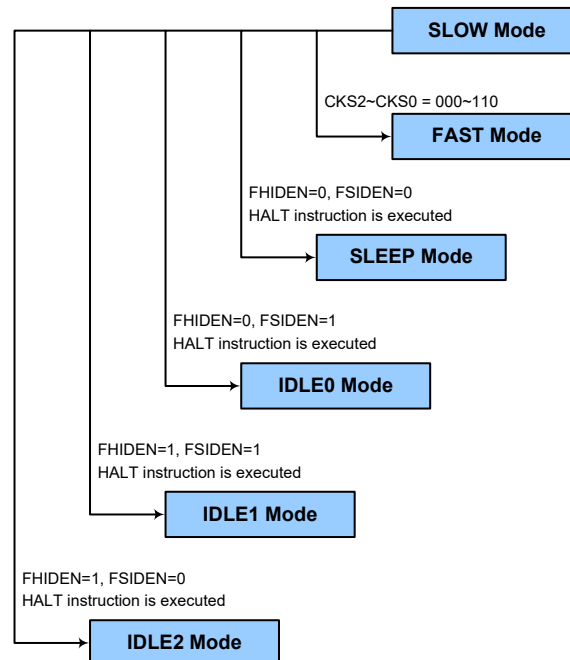 SLOW Mode
CKS2~CKS0 = 000~110
FAST Mode
FHIDEN=0, FSIDEN=0
HALT instruction is executed
SLEEP Mode
FHIDEN=0, FSIDEN=1
HALT instruction is executed
IDLE0 Mode
FHIDEN=1, FSIDEN=1
HALT instruction is executed
IDLE1 Mode
FHIDEN=1, FSIDEN=0
HALT instruction is executed
IDLE2 Mode